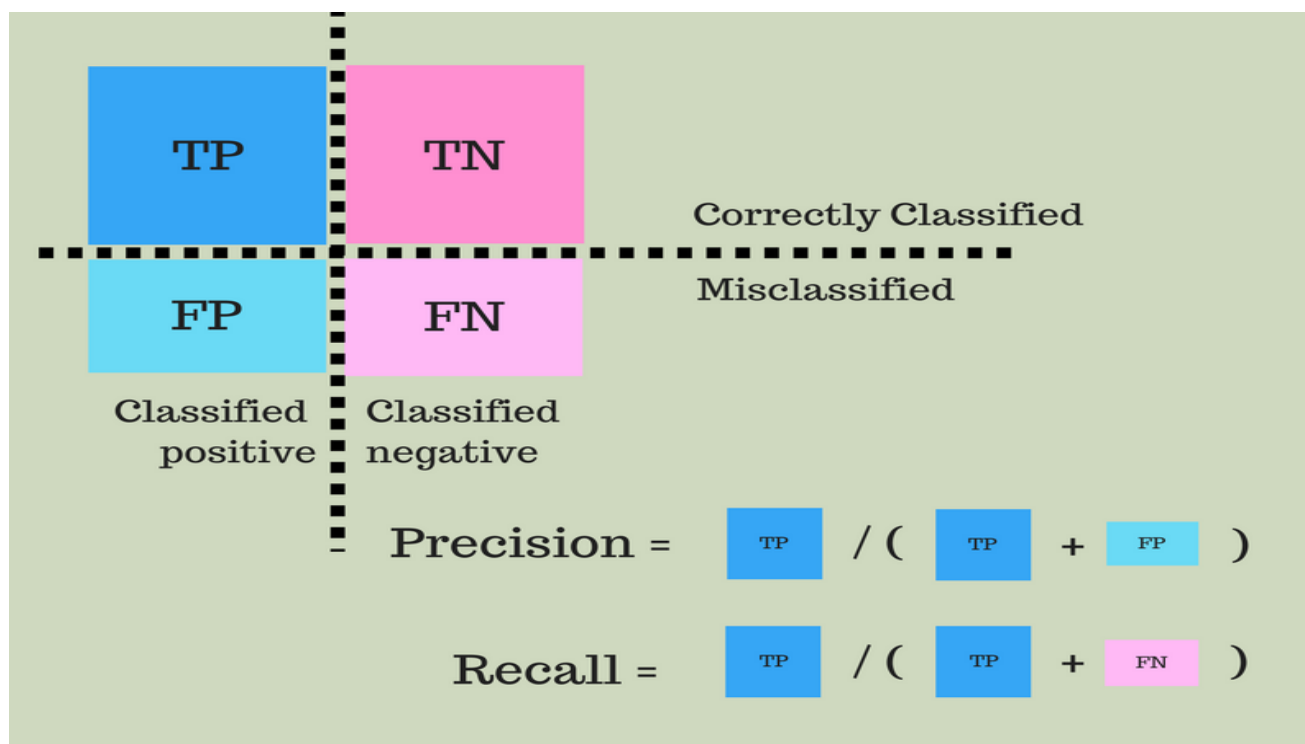 TP TN
Correctly Classified
Misclassified
FP FN
Classified
positive
Classified
negative
Precision = TP / ( TP + FP )
Recall = TP / ( TP + FN )